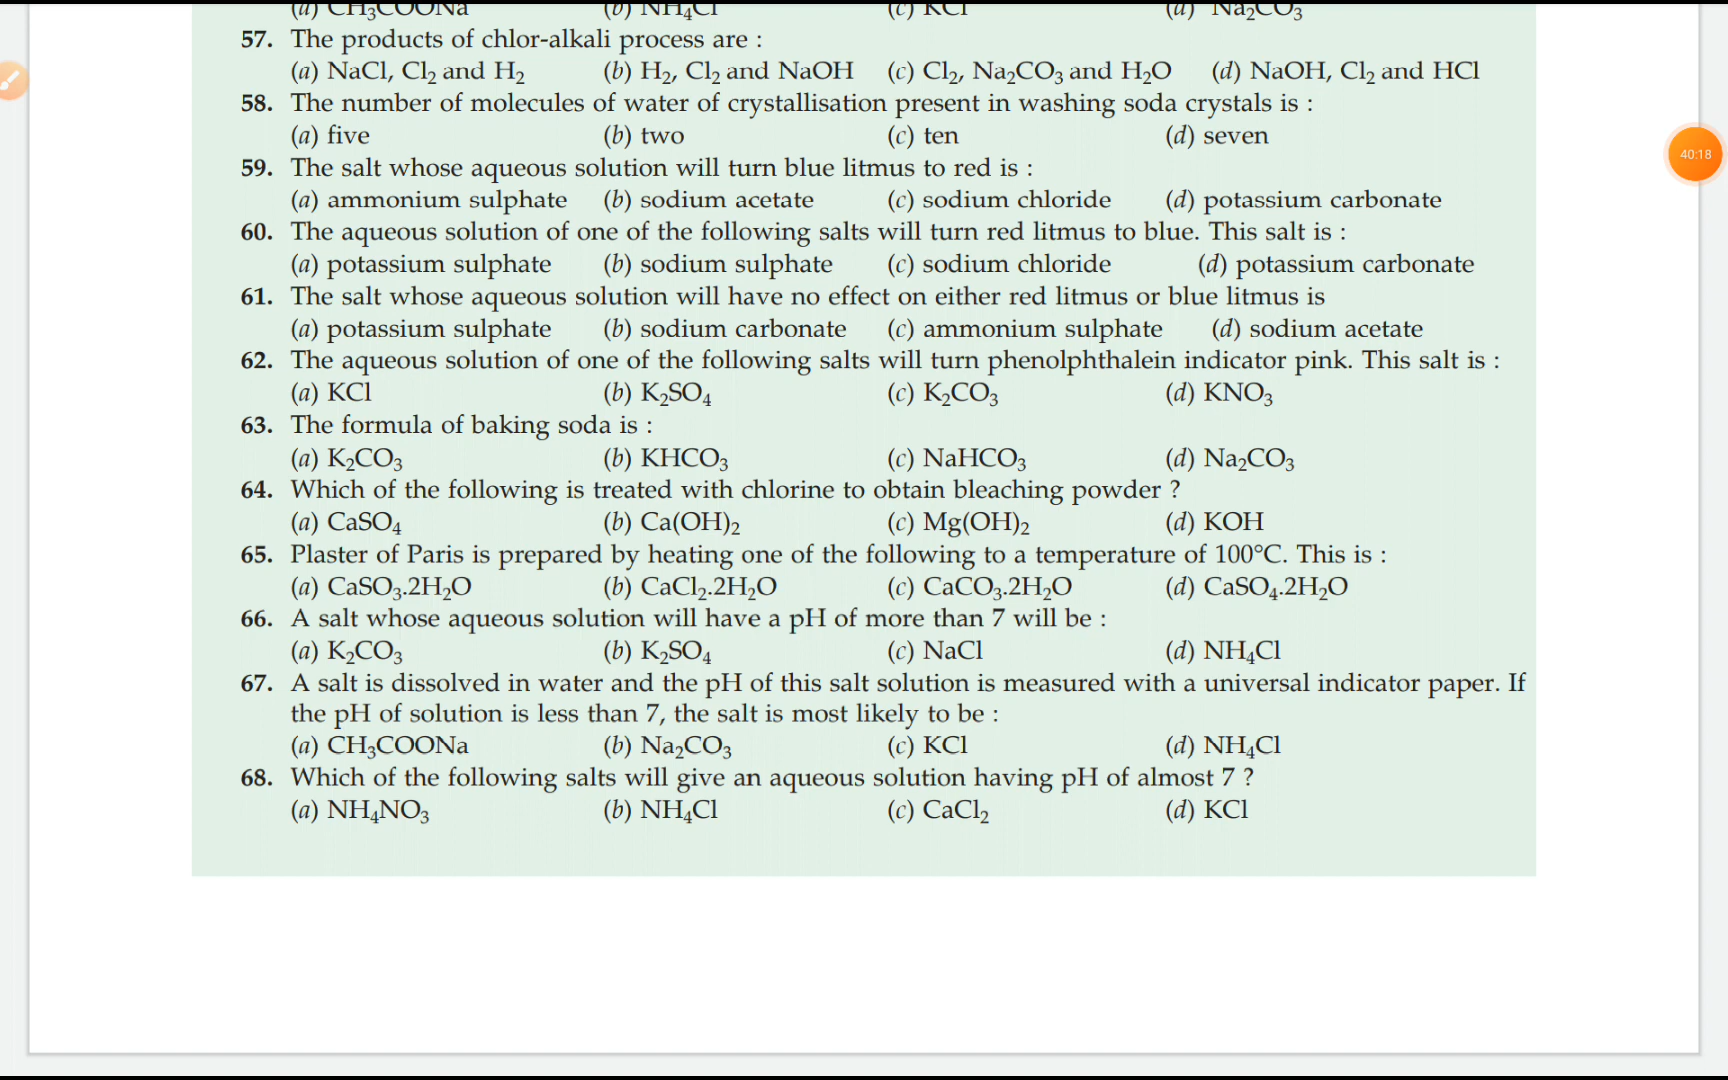 (a) CH₃COONa (b) NH₄Cl (c) KCl (d) Na₂CO₃
57. The products of chlor-alkali process are :
(a) NaCl, Cl₂ and H₂ (b) H₂, Cl₂ and NaOH (c) Cl₂, Na₂CO₃ and H₂O (d) NaOH, Cl₂ and HCl
58. The number of molecules of water of crystallisation present in washing soda crystals is :
(a) five (b) two (c) ten (d) seven
59. The salt whose aqueous solution will turn blue litmus to red is :
(a) ammonium sulphate (b) sodium acetate (c) sodium chloride (d) potassium carbonate
60. The aqueous solution of one of the following salts will turn red litmus to blue. This salt is :
(a) potassium sulphate (b) sodium sulphate (c) sodium chloride (d) potassium carbonate
61. The salt whose aqueous solution will have no effect on either red litmus or blue litmus is
(a) potassium sulphate (b) sodium carbonate (c) ammonium sulphate (d) sodium acetate
62. The aqueous solution of one of the following salts will turn phenolphthalein indicator pink. This salt is :
(a) KCl (b) K₂SO₄ (c) K₂CO₃ (d) KNO₃
63. The formula of baking soda is :
(a) K₂CO₃ (b) KHCO₃ (c) NaHCO₃ (d) Na₂CO₃
64. Which of the following is treated with chlorine to obtain bleaching powder ?
(a) CaSO₄ (b) Ca(OH)₂ (c) Mg(OH)₂ (d) KOH
65. Plaster of Paris is prepared by heating one of the following to a temperature of 100°C. This is :
(a) CaSO₃.2H₂O (b) CaCl₂.2H₂O (c) CaCO₃.2H₂O (d) CaSO₄.2H₂O
66. A salt whose aqueous solution will have a pH of more than 7 will be :
(a) K₂CO₃ (b) K₂SO₄ (c) NaCl (d) NH₄Cl
67. A salt is dissolved in water and the pH of this salt solution is measured with a universal indicator paper. If
the pH of solution is less than 7, the salt is most likely to be :
(a) CH₃COONa (b) Na₂CO₃ (c) KCl (d) NH₄Cl
68. Which of the following salts will give an aqueous solution having pH of almost 7 ?
(a) NH₄NO₃ (b) NH₄Cl (c) CaCl₂ (d) KCl
40:18